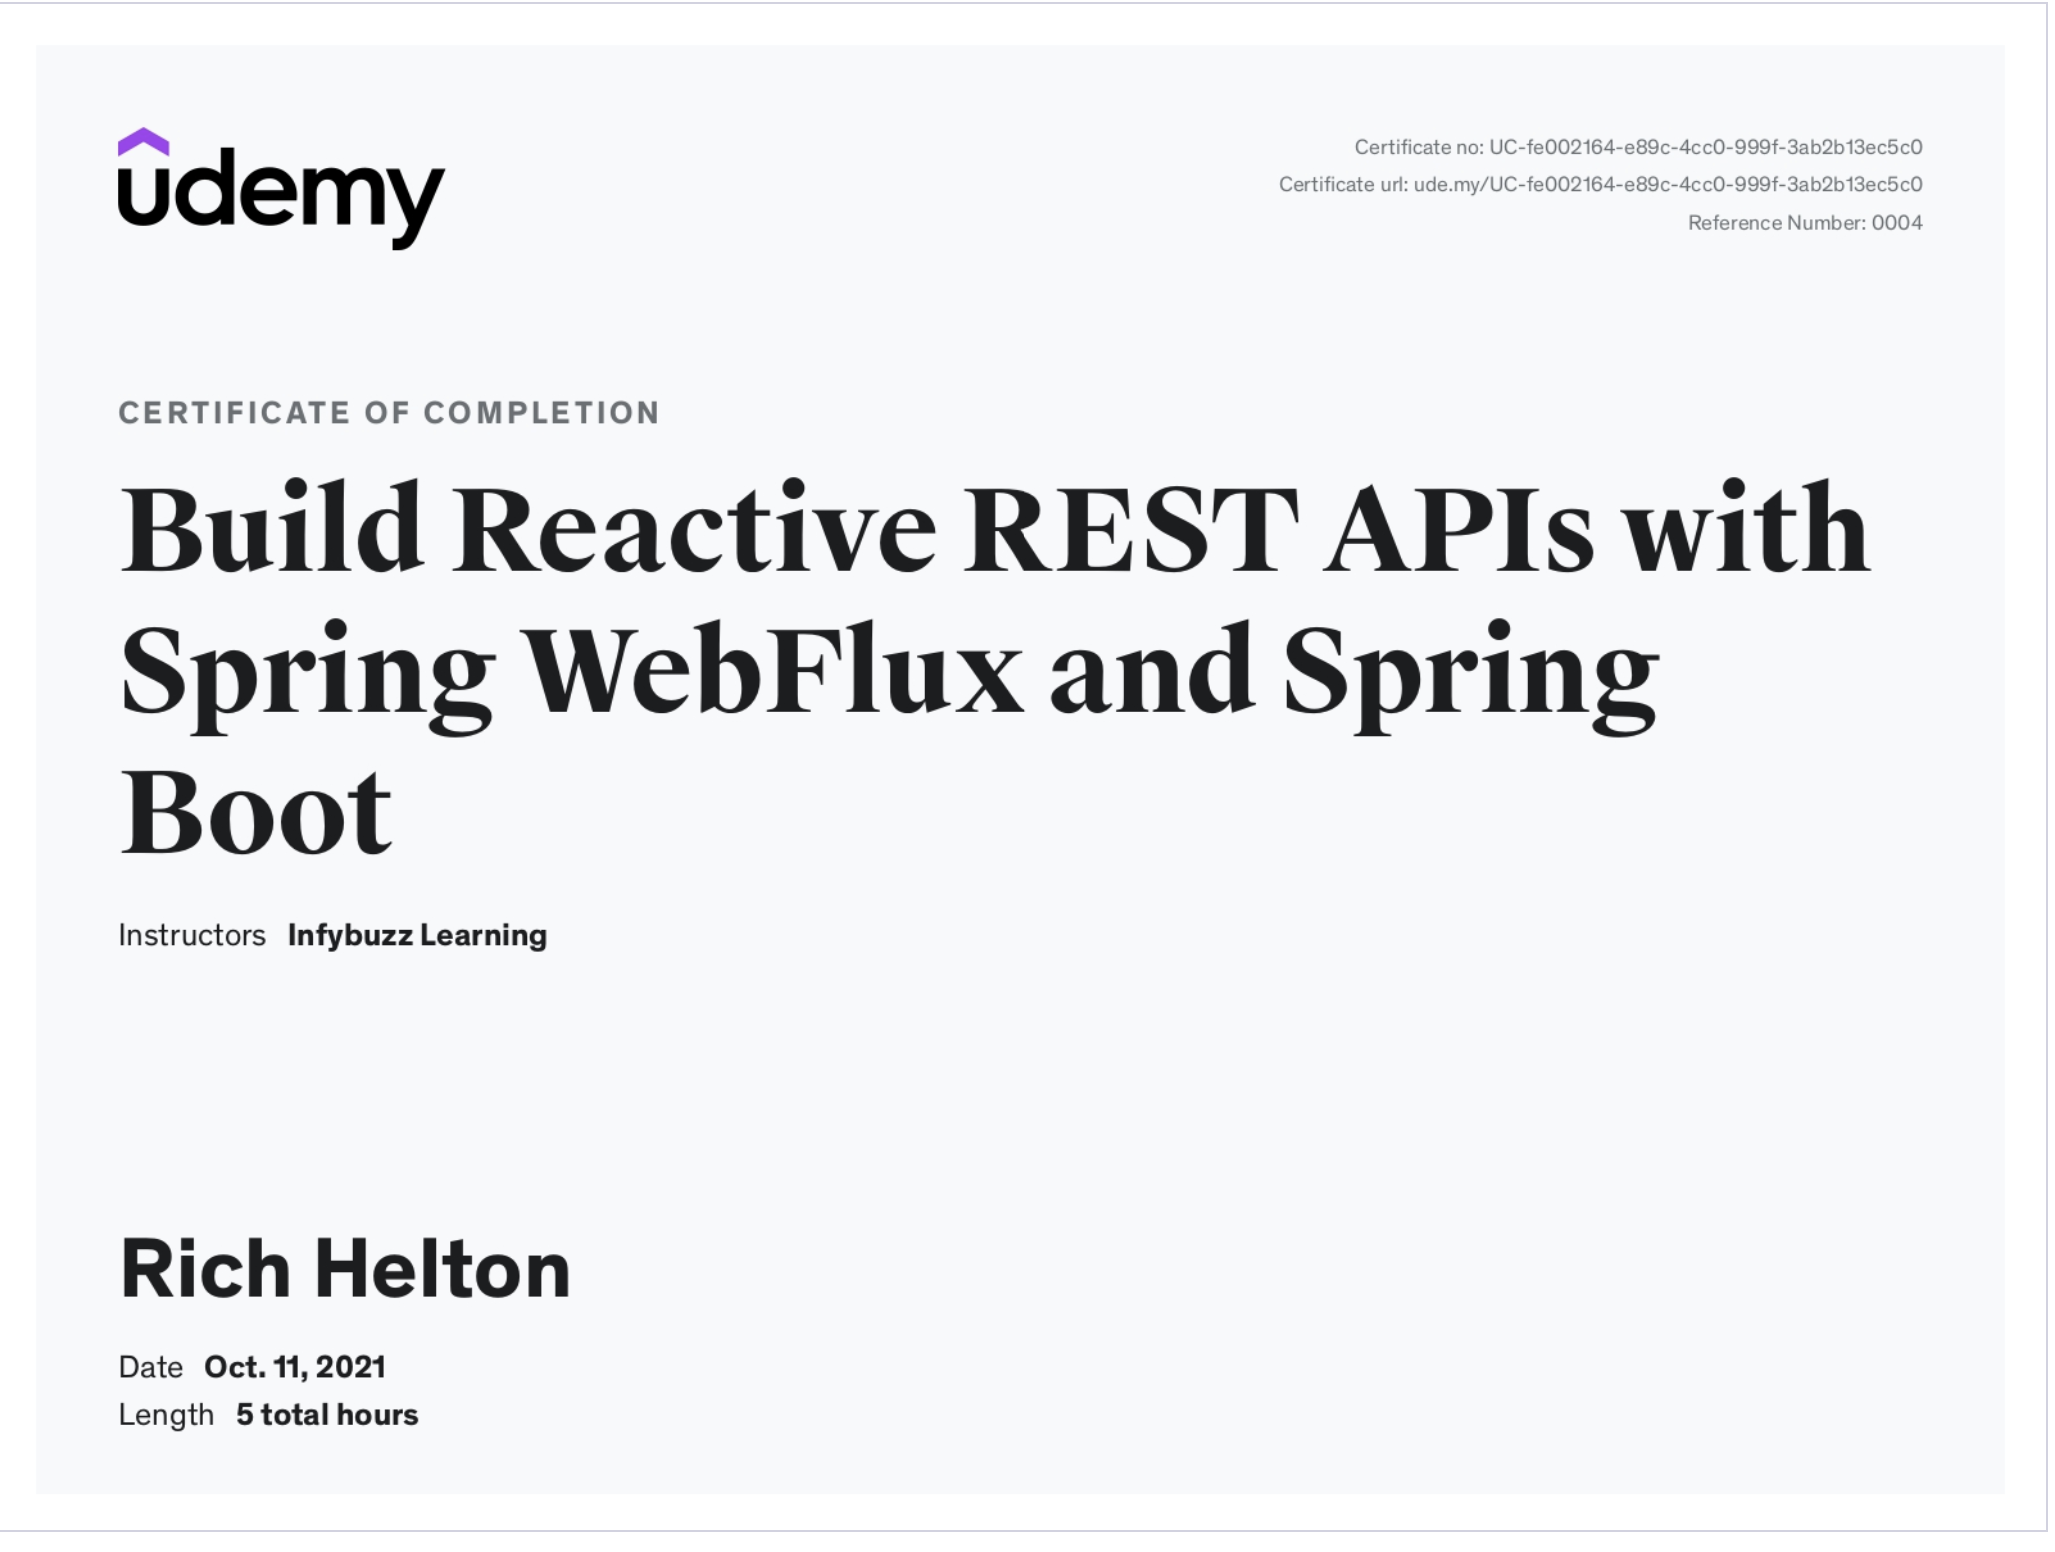 udemy
Certificate no: UC-fe002164-e89c-4cc0-999f-3ab2b13ec5c0
Certificate url: ude.my/UC-fe002164-e89c-4cc0-999f-3ab2b13ec5c0
Reference Number: 0004
CERTIFICATE OF COMPLETION
Build Reactive REST APIs with
Spring WebFlux and Spring
Boot
Instructors Infybuzz Learning
Rich Helton
Date Oct. 11, 2021
Length 5 total hours